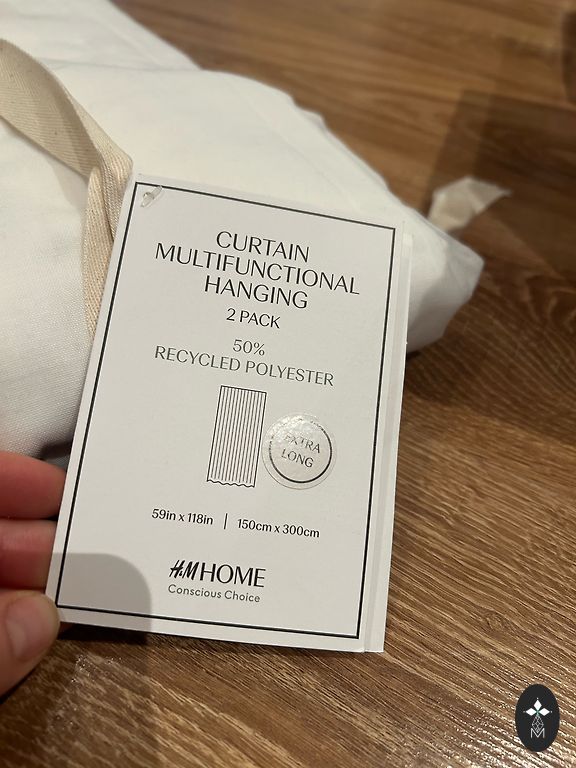 CURTAIN
MULTIFUNCTIONAL
HANGING
2 PACK
50%
RECYCLED POLYESTER
EXTRA
LONG
59in x 118in | 150cm x 300cm
H&M HOME
Conscious Choice
M